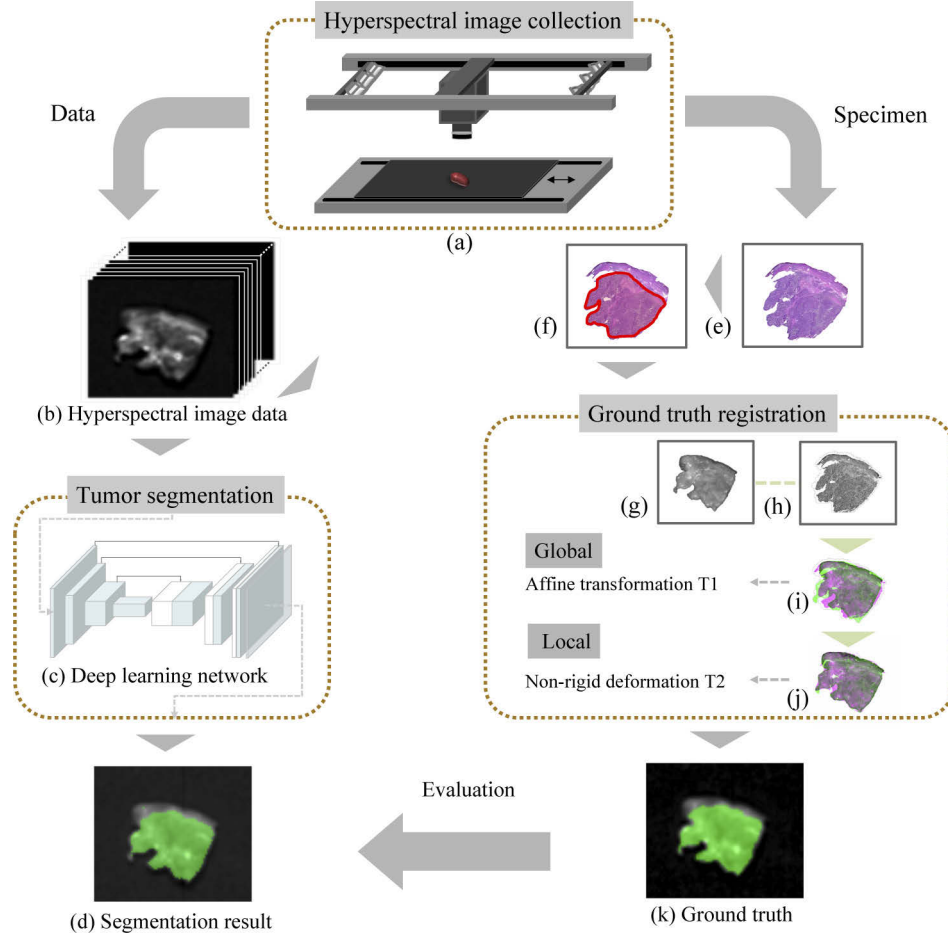 Hyperspectral image collection
Data
Specimen
(a)
(f)
(e)
(b) Hyperspectral image data
Ground truth registration
Tumor segmentation
(g)
(h)
Global
Affine transformation T1
(i)
Local
(c) Deep learning network
Non-rigid deformation T2
(j)
Evaluation
(d) Segmentation result
(k) Ground truth